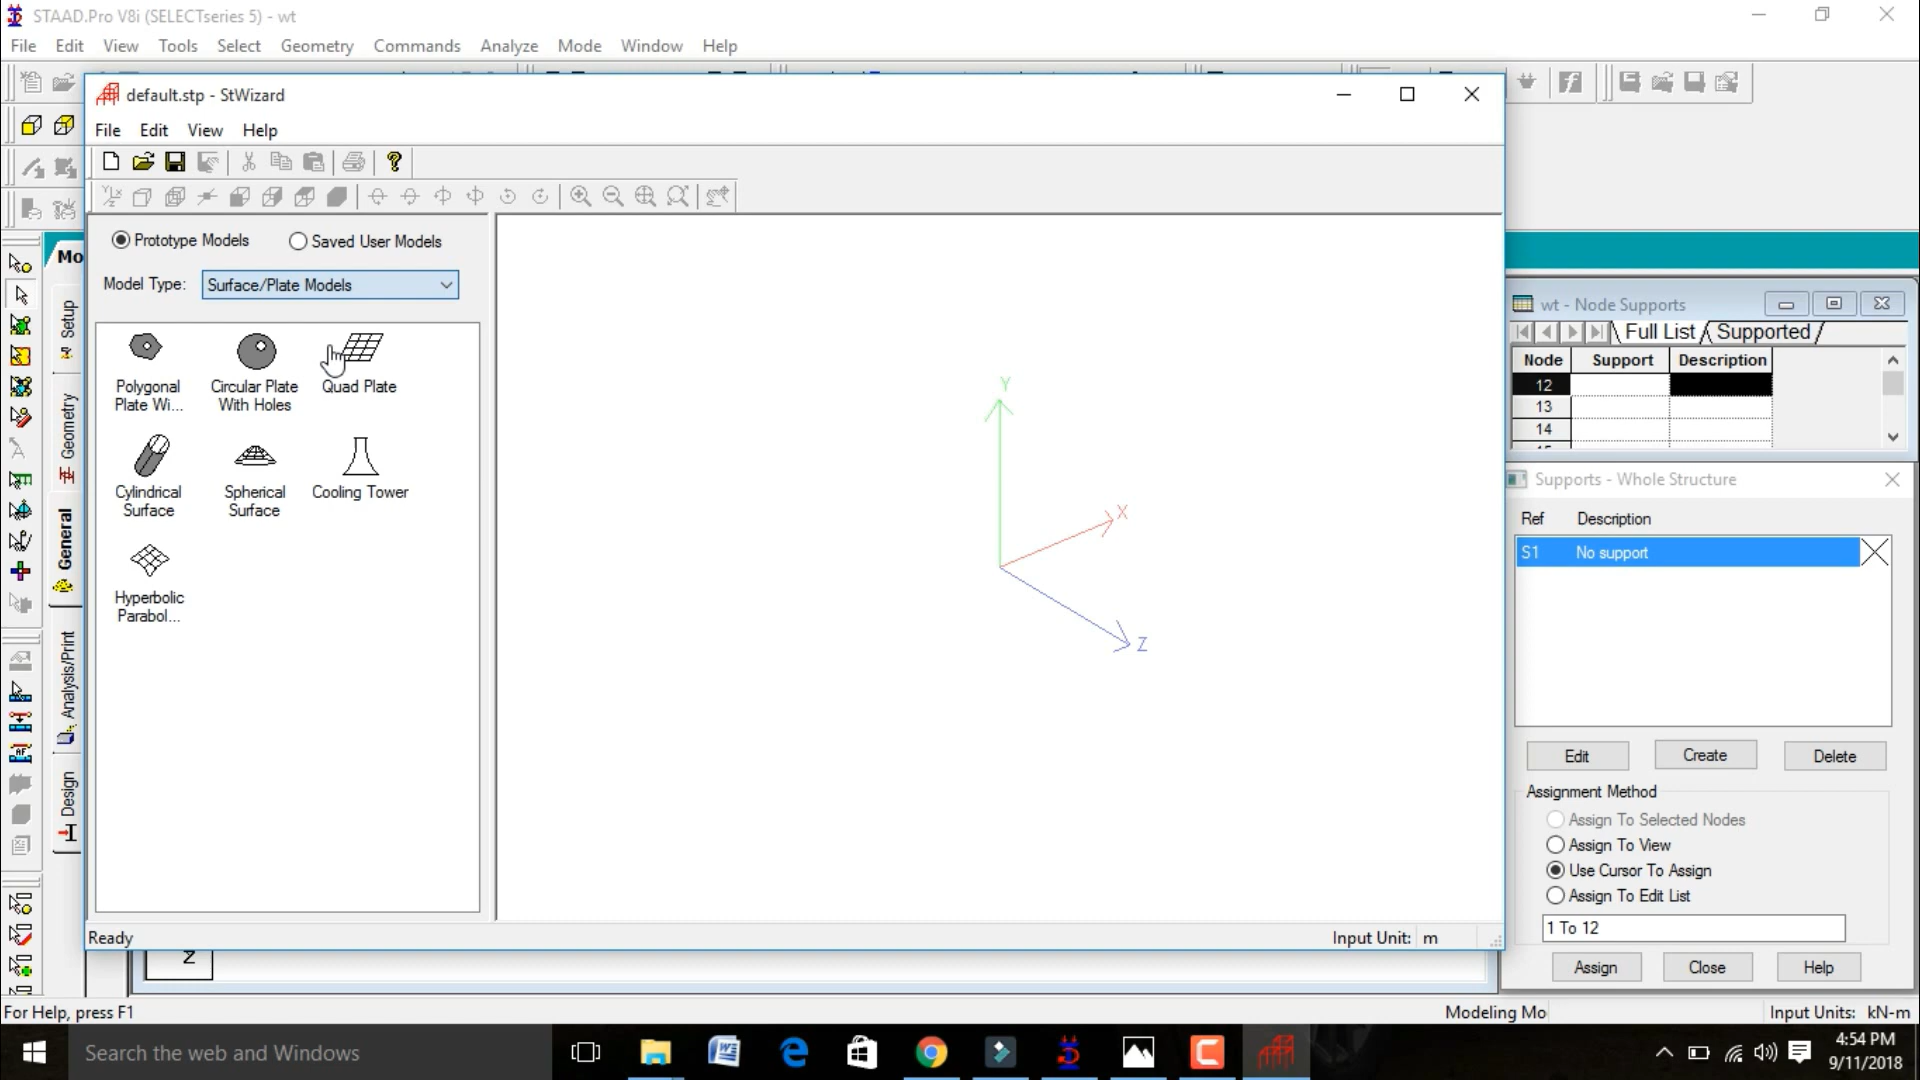 STAAD.Pro V8i (SELECTseries 5) - wt
File Edit View Tools Select Geometry Commands Analyze Mode Window Help
default.stp - StWizard
File Edit View Help
Prototype Models Saved User Models
Model Type: Surface/Plate Models
Polygonal
Plate Wi...
Circular Plate
With Holes
Quad Plate
Cylindrical
Surface
Spherical
Surface
Cooling Tower
Hyperbolic
Parabol...
Y
X
Z
Ready
Input Unit: m
Mo
Setup
Geometry
General
Analysis/Print
Design
wt - Node Supports
Full List Supported
Node Support Description
12
13
14
Supports - Whole Structure
Ref Description
S1 No support
Edit Create Delete
Assignment Method
Assign To Selected Nodes
Assign To View
Use Cursor To Assign
Assign To Edit List
1 To 12
Assign Close Help
For Help, press F1
Modeling Mo
Input Units: kN-m
Search the web and Windows
4:54 PM
9/11/2018